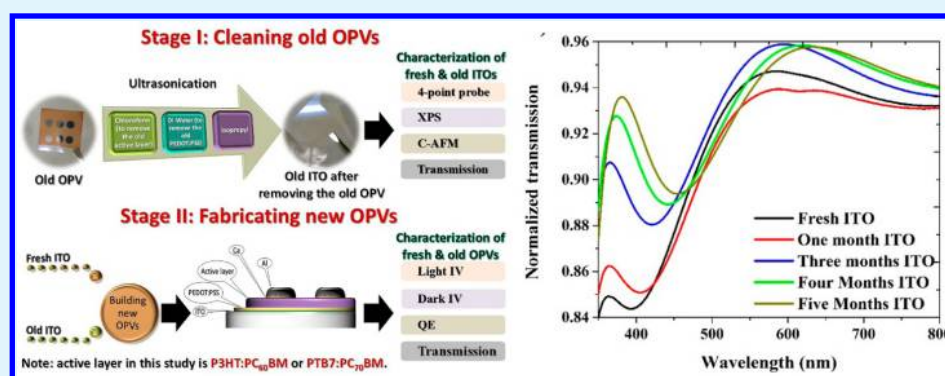 Stage I: Cleaning old OPVs
Ultrasonication
Chloroform
(to remove
the old
active layer)
DI Water (to
remove the
old
PEDOT:PSS)
Isopropyl
Old OPV
Old ITO after
removing the old OPV
Characterization of
fresh & old ITOs
4-point probe
XPS
C-AFM
Transmission
Stage II: Fabricating new OPVs
Fresh ITO
Old ITO
Building
new
OPVs
Ca
Al
Active layer
PEDOT:PSS
ITO
Characterization of
fresh & old OPVs
Light IV
Dark IV
QE
Transmission
Note: active layer in this study is P3HT:PC60BM or PTB7:PC70BM.
Normalized transmission
0.96
0.94
0.92
0.90
0.88
0.86
0.84
Fresh ITO
One month ITO
Three months ITO
Four Months ITO
Five Months ITO
400
500
600
700
800
Wavelength (nm)